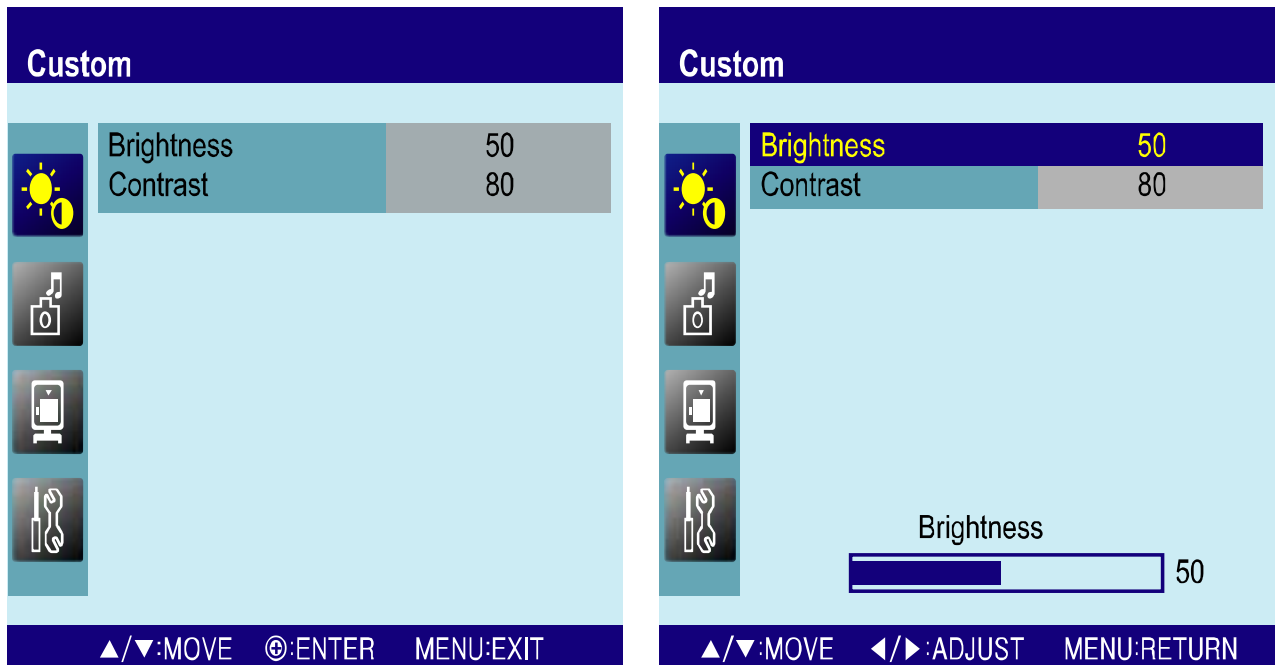 Custom
Brightness 50
Contrast 80
▲/▼:MOVE ⊕:ENTER MENU:EXIT
Custom
Brightness 50
Contrast 80
Brightness
50
▲/▼:MOVE ◀/▶:ADJUST MENU:RETURN